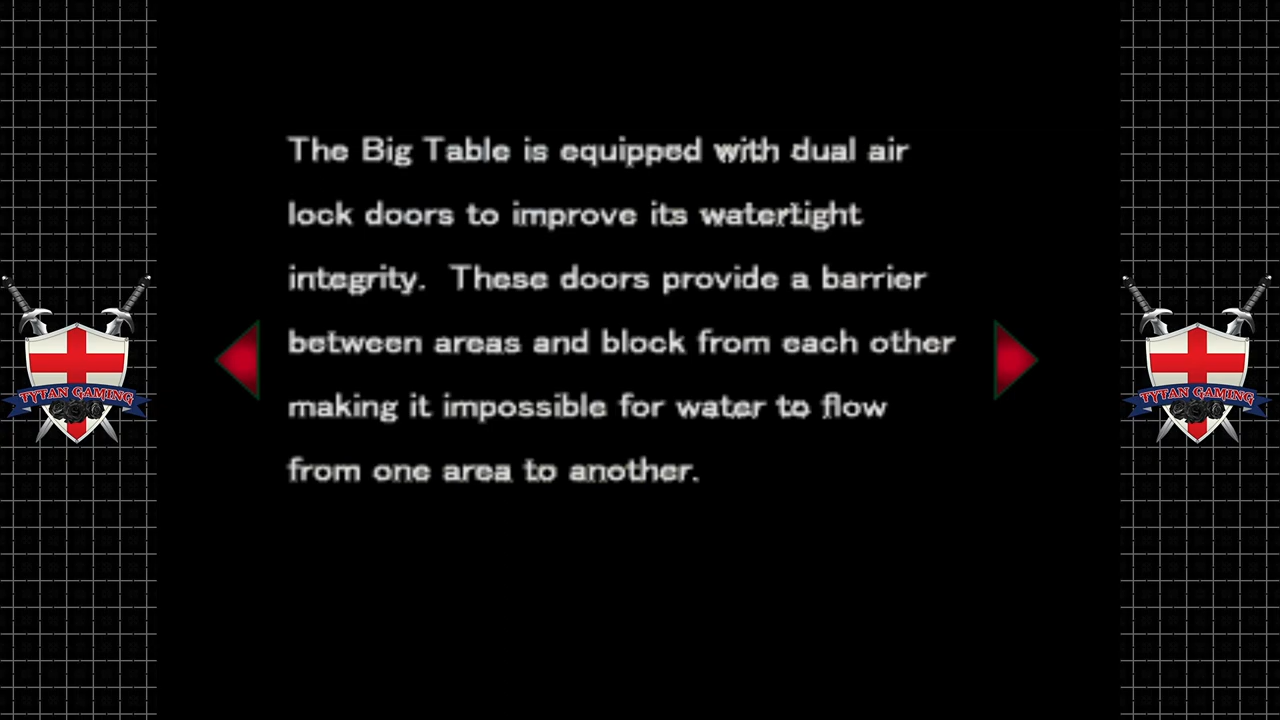 The Big Table is equipped with dual air
lock doors to improve its watertight
integrity.  These doors provide a barrier
between areas and block from each other
making it impossible for water to flow
from one area to another.
TYTAN GAMING
TYTAN GAMING